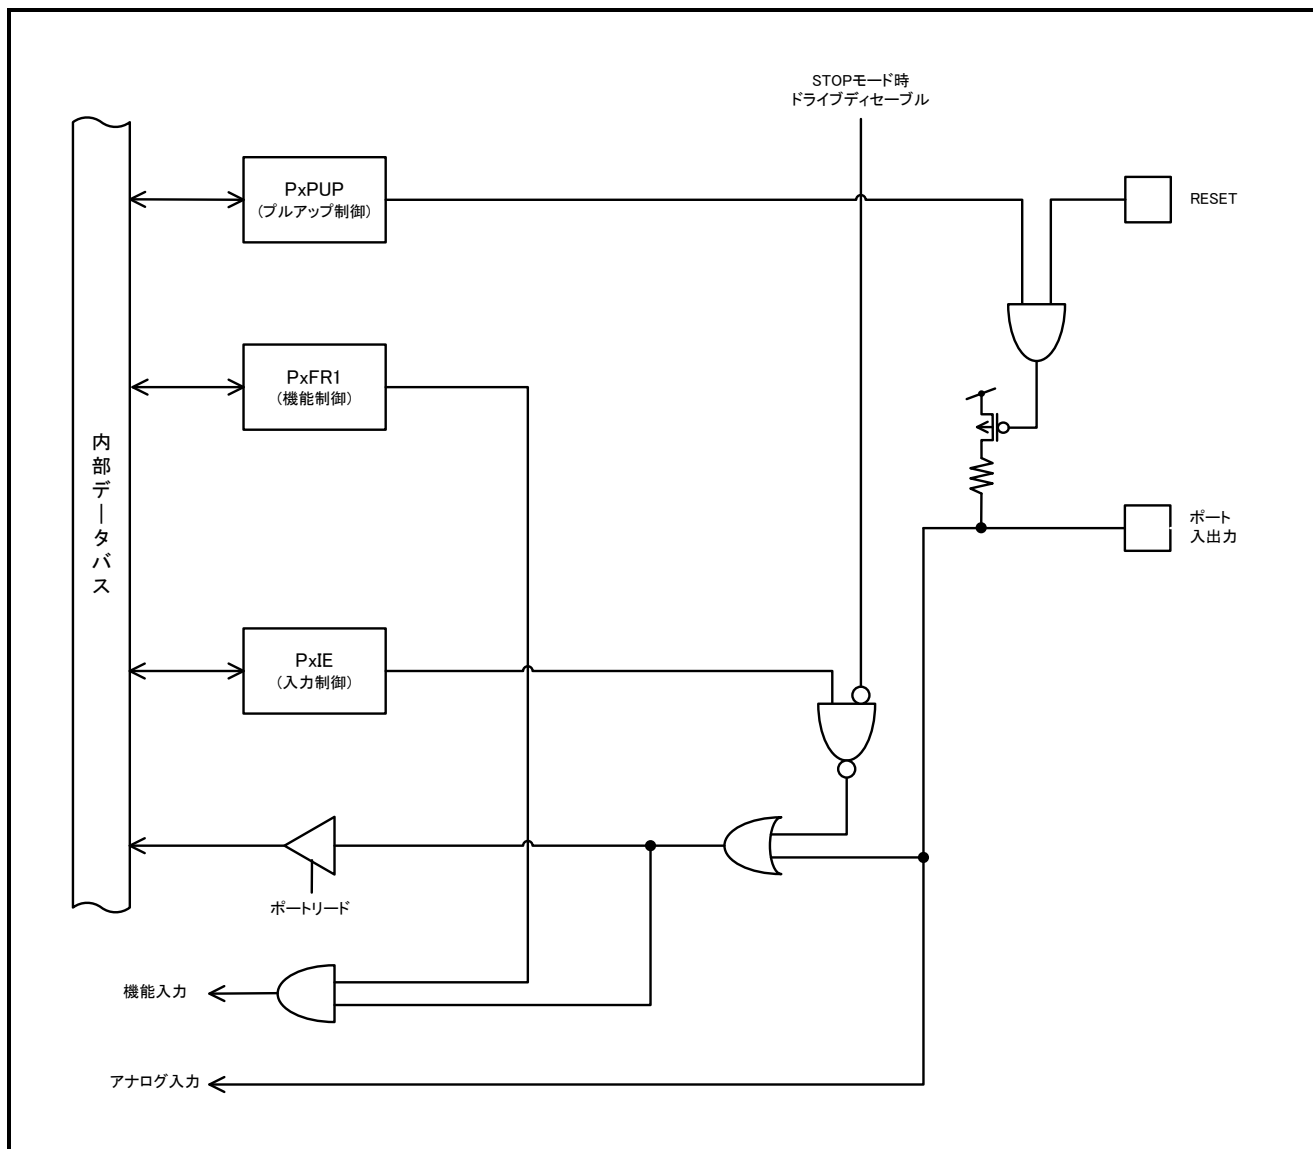 STOPモード時
ドライブディセーブル
PxPUP
(プルアップ制御)
RESET
PxFR1
(機能制御)
内部データバス
ポート
入出力
PxIE
(入力制御)
ポートリード
機能入力
アナログ入力